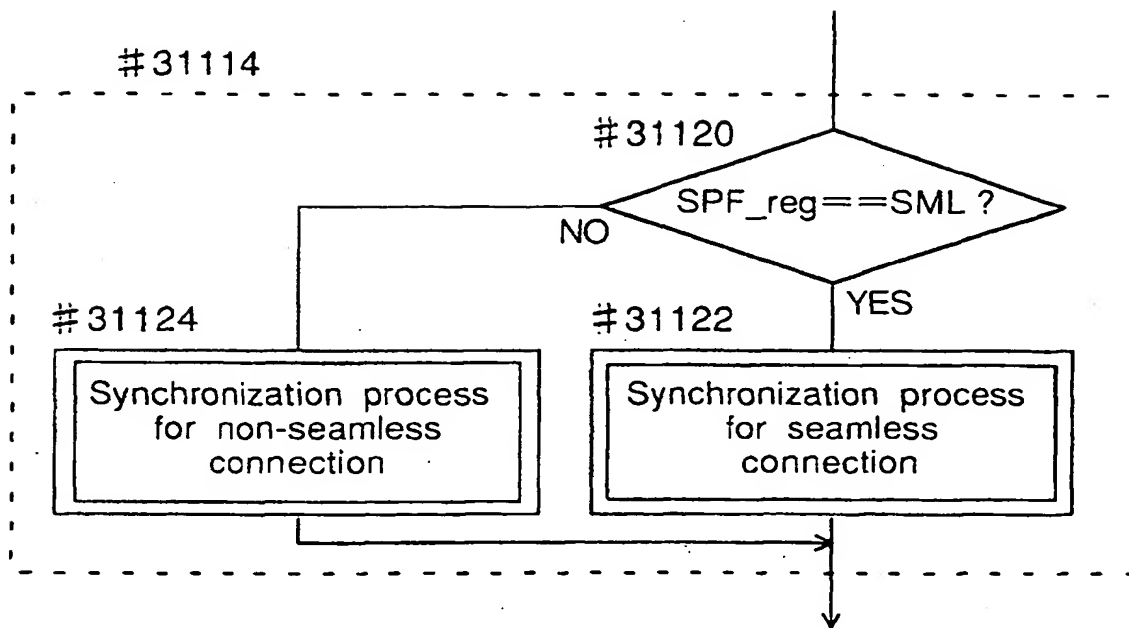 #31114
#31120
SPF_reg==SML ?
NO
YES
#31124
#31122
Synchronization process
for non-seamless
connection
Synchronization process
for seamless
connection